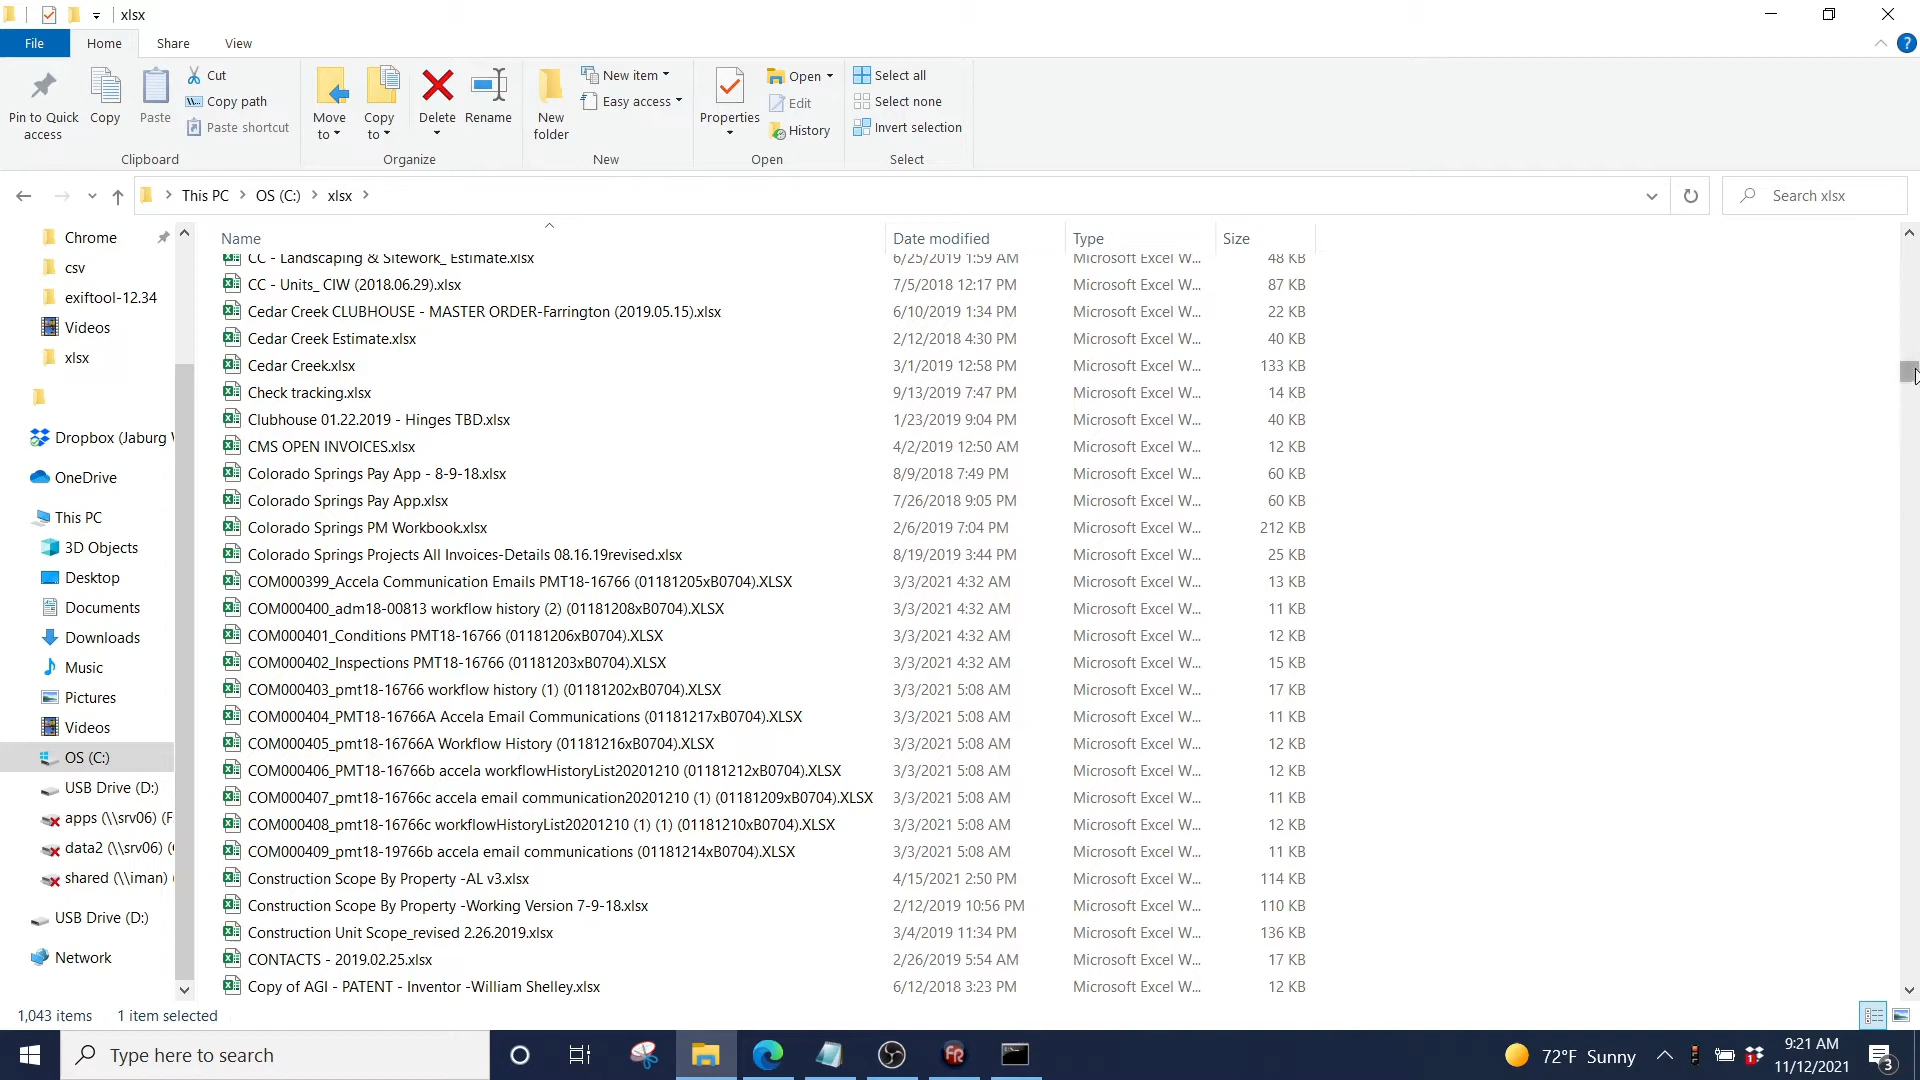 xlsx
File Home Share View
Pin to Quick access
Copy
Paste
Cut
Copy path
Paste shortcut
Clipboard
Move to
Copy to
Delete
Rename
Organize
New folder
New item
Easy access
New
Properties
Open
Edit
History
Open
Select all
Select none
Invert selection
Select
This PC OS (C:) xlsx
Search xlsx
Chrome
csv
exiftool-12.34
Videos
xlsx
Dropbox (Jaburg
OneDrive
This PC
3D Objects
Desktop
Documents
Downloads
Music
Pictures
Videos
OS (C:)
USB Drive (D:)
apps (\\srv06) (F
data2 (\\srv06) (
shared (\\iman) (
USB Drive (D:)
Network
Name Date modified Type Size
CC - Landscaping & Sitework_ Estimate.xlsx 6/25/2019 1:59 AM Microsoft Excel W... 48 KB
CC - Units_ CIW (2018.06.29).xlsx 7/5/2018 12:17 PM Microsoft Excel W... 87 KB
Cedar Creek CLUBHOUSE - MASTER ORDER-Farrington (2019.05.15).xlsx 6/10/2019 1:34 PM Microsoft Excel W... 22 KB
Cedar Creek Estimate.xlsx 2/12/2018 4:30 PM Microsoft Excel W... 40 KB
Cedar Creek.xlsx 3/1/2019 12:58 PM Microsoft Excel W... 133 KB
Check tracking.xlsx 9/13/2019 7:47 PM Microsoft Excel W... 14 KB
Clubhouse 01.22.2019 - Hinges TBD.xlsx 1/23/2019 9:04 PM Microsoft Excel W... 40 KB
CMS OPEN INVOICES.xlsx 4/2/2019 12:50 AM Microsoft Excel W... 12 KB
Colorado Springs Pay App - 8-9-18.xlsx 8/9/2018 7:49 PM Microsoft Excel W... 60 KB
Colorado Springs Pay App.xlsx 7/26/2018 9:05 PM Microsoft Excel W... 60 KB
Colorado Springs PM Workbook.xlsx 2/6/2019 7:04 PM Microsoft Excel W... 212 KB
Colorado Springs Projects All Invoices-Details 08.16.19revised.xlsx 8/19/2019 3:44 PM Microsoft Excel W... 25 KB
COM000399_Accela Communication Emails PMT18-16766 (01181205xB0704).XLSX 3/3/2021 4:32 AM Microsoft Excel W... 13 KB
COM000400_adm18-00813 workflow history (2) (01181208xB0704).XLSX 3/3/2021 4:32 AM Microsoft Excel W... 11 KB
COM000401_Conditions PMT18-16766 (01181206xB0704).XLSX 3/3/2021 4:32 AM Microsoft Excel W... 12 KB
COM000402_Inspections PMT18-16766 (01181203xB0704).XLSX 3/3/2021 4:32 AM Microsoft Excel W... 15 KB
COM000403_pmt18-16766 workflow history (1) (01181202xB0704).XLSX 3/3/2021 5:08 AM Microsoft Excel W... 17 KB
COM000404_PMT18-16766A Accela Email Communications (01181217xB0704).XLSX 3/3/2021 5:08 AM Microsoft Excel W... 11 KB
COM000405_pmt18-16766A Workflow History (01181216xB0704).XLSX 3/3/2021 5:08 AM Microsoft Excel W... 12 KB
COM000406_PMT18-16766b accela workflowHistoryList20201210 (01181212xB0704).XLSX 3/3/2021 5:08 AM Microsoft Excel W... 12 KB
COM000407_pmt18-16766c accela email communication20201210 (1) (01181209xB0704).XLSX 3/3/2021 5:08 AM Microsoft Excel W... 11 KB
COM000408_pmt18-16766c workflowHistoryList20201210 (1) (1) (01181210xB0704).XLSX 3/3/2021 5:08 AM Microsoft Excel W... 12 KB
COM000409_pmt18-19766b accela email communications (01181214xB0704).XLSX 3/3/2021 5:08 AM Microsoft Excel W... 11 KB
Construction Scope By Property -AL v3.xlsx 4/15/2021 2:50 PM Microsoft Excel W... 114 KB
Construction Scope By Property -Working Version 7-9-18.xlsx 2/12/2019 10:56 PM Microsoft Excel W... 110 KB
Construction Unit Scope_revised 2.26.2019.xlsx 3/4/2019 11:34 PM Microsoft Excel W... 136 KB
CONTACTS - 2019.02.25.xlsx 2/26/2019 5:54 AM Microsoft Excel W... 17 KB
Copy of AGI - PATENT - Inventor -William Shelley.xlsx 6/12/2018 3:23 PM Microsoft Excel W... 12 KB
1,043 items 1 item selected
Type here to search
FR
72°F Sunny
1
9:21 AM
11/12/2021
3